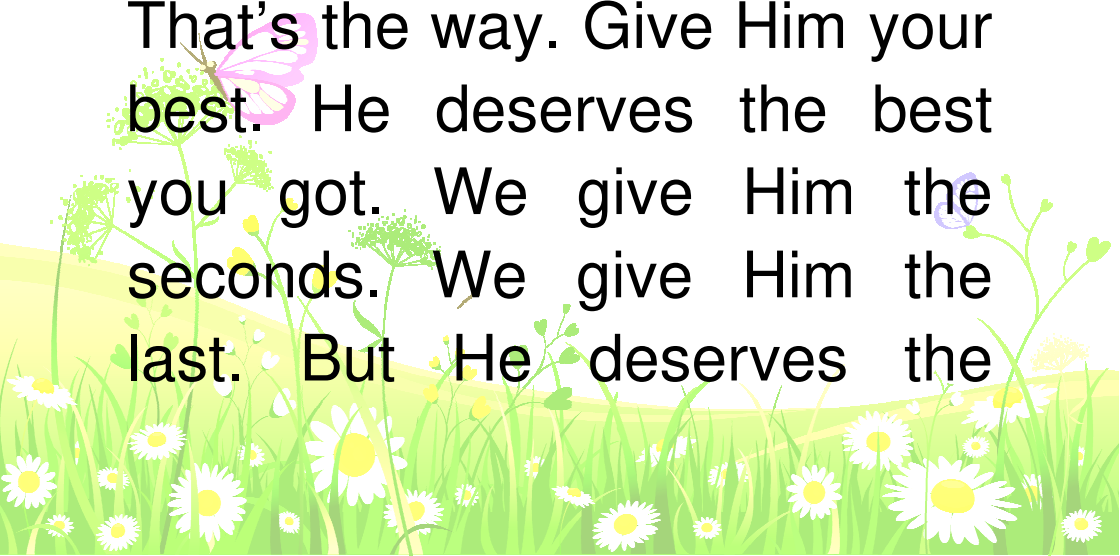 That’s the way. Give Him your
best. He deserves the best
you got. We give Him the
seconds. We give Him the
last. But He deserves the